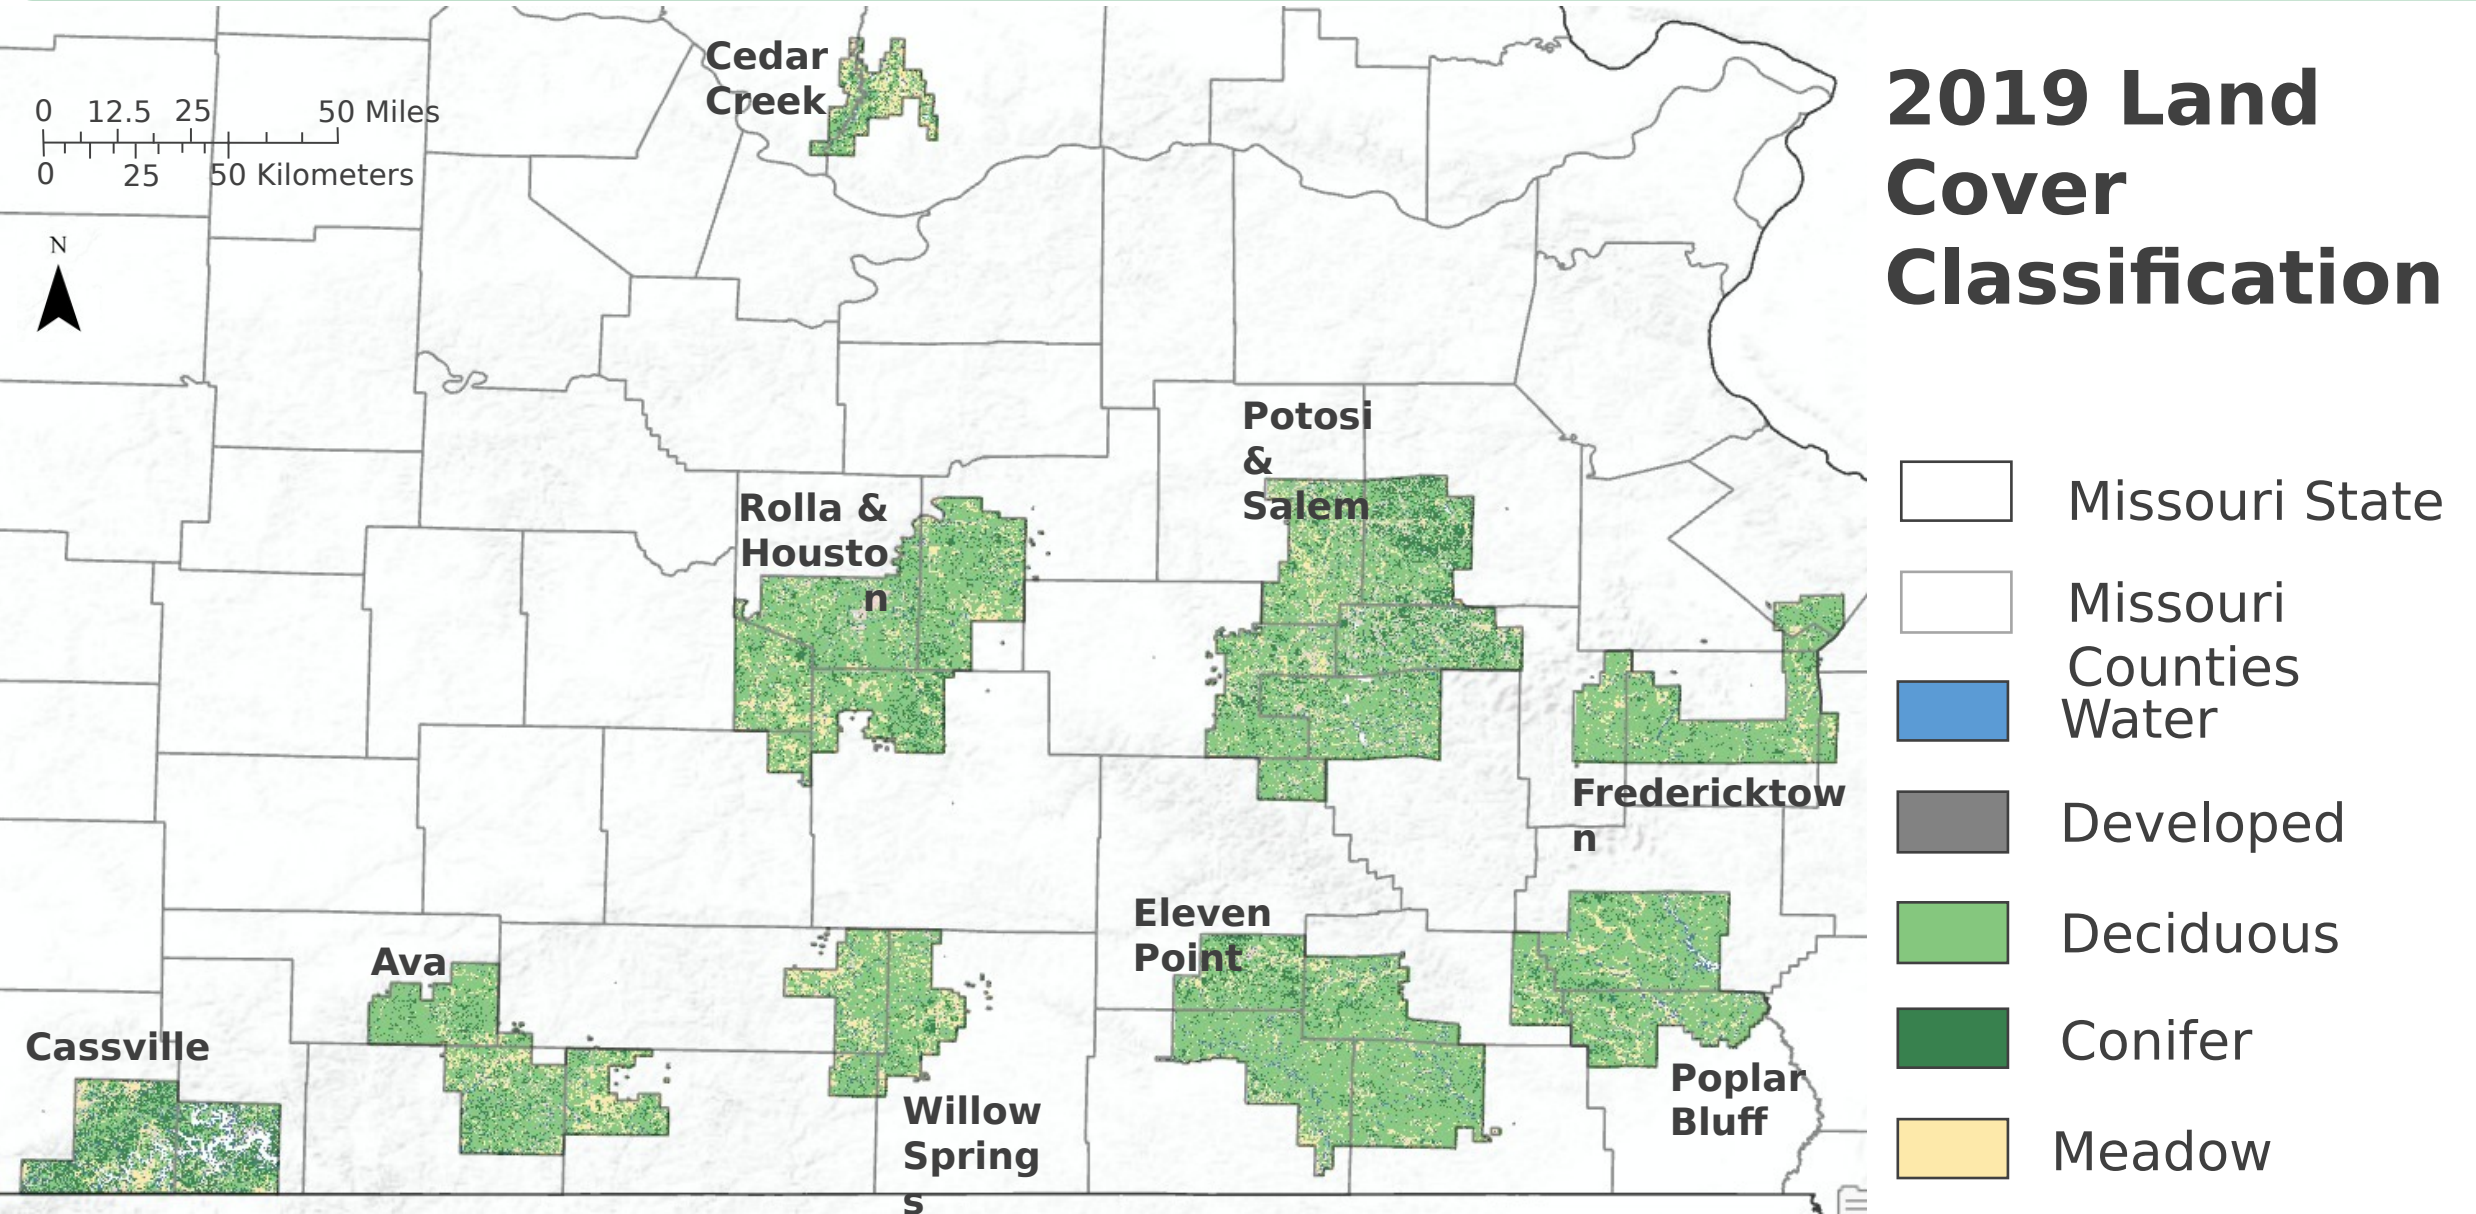 2019 Land
Cover
Classification
Cedar
Creek
0 12.5 25 50 Miles
0 25 50 Kilometers
N
Potosi
&
Salem
Rolla &
Housto
n
Fredericktow
n
Eleven
Point
Ava
Cassville
Willow
Spring
s
Poplar
Bluff
Missouri State
Missouri
Counties
Water
Developed
Deciduous
Conifer
Meadow